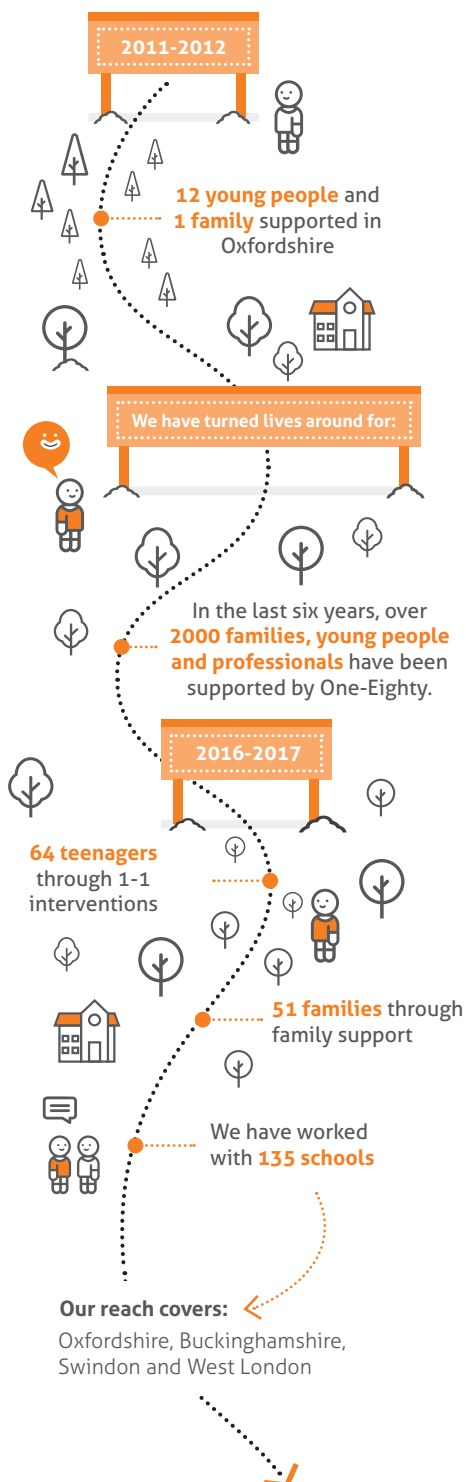 2011-2012
12 young people and
1 family supported in
Oxfordshire
We have turned lives around for:
In the last six years, over
2000 families, young people
and professionals have been
supported by One-Eighty.
2016-2017
64 teenagers
through 1-1
interventions
51 families through
family support
We have worked
with 135 schools
Our reach covers:
Oxfordshire, Buckinghamshire,
Swindon and West London